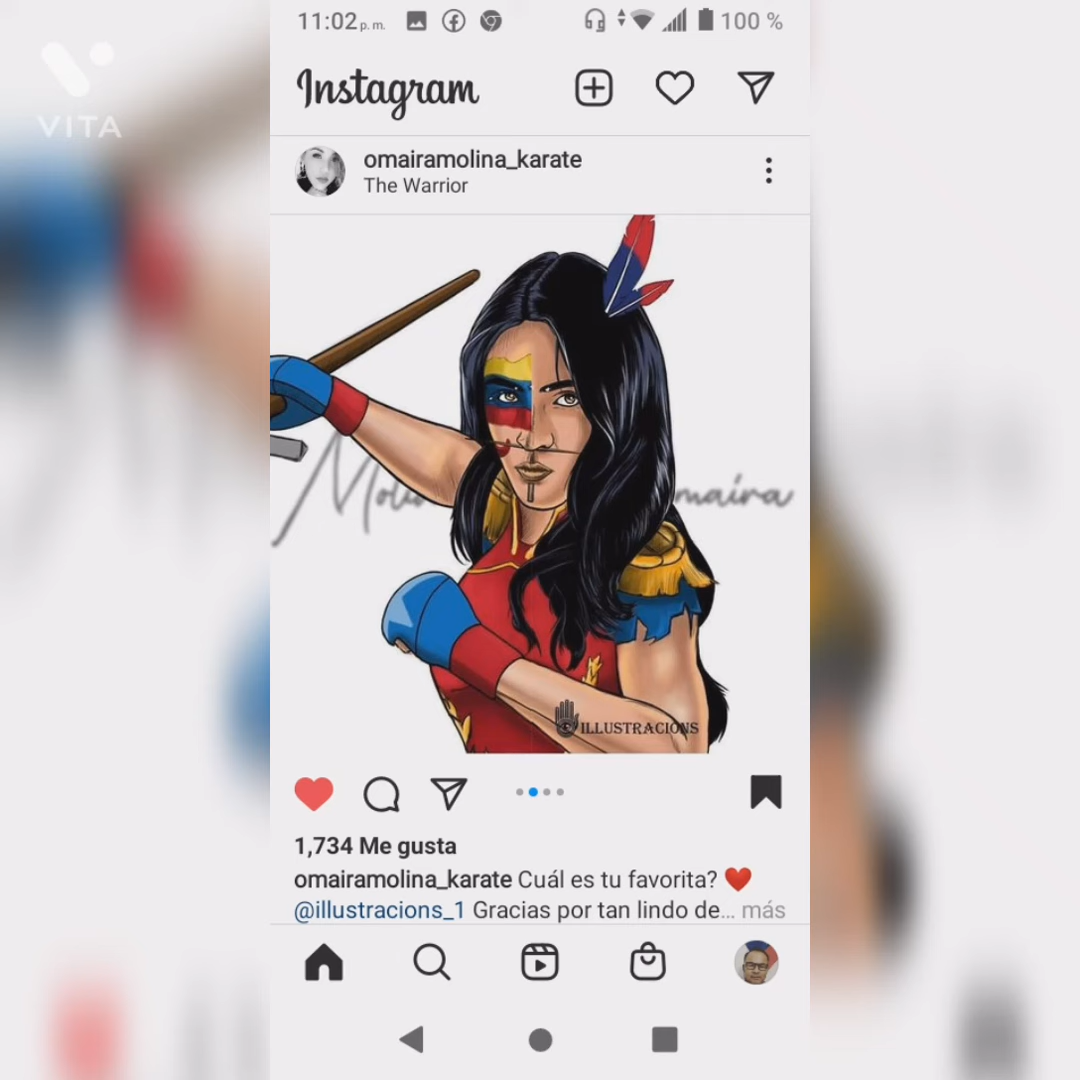 11:02 p. m.
100 %
VITA
Instagram
omairamolina_karate
The Warrior
ILLUSTRACIONS
1,734 Me gusta
omairamolina_karate Cuál es tu favorita? ❤️
@illustracions_1 Gracias por tan lindo de... más